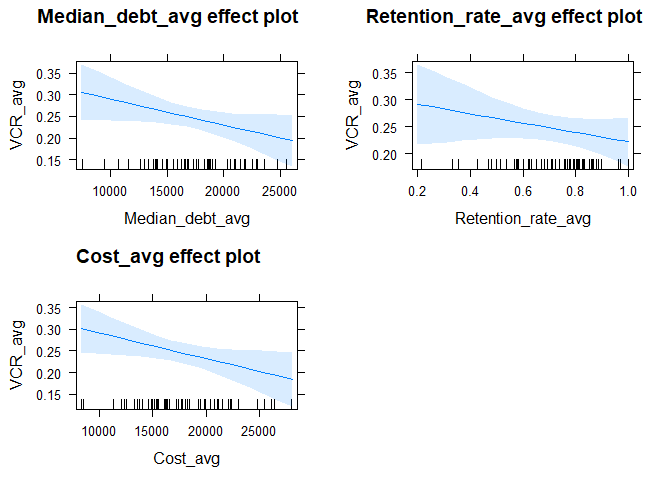 Median_debt_avg effect plot
VCR_avg
0.35
0.30
0.25
0.20
0.15
10000 15000 20000 25000
Median_debt_avg
Retention_rate_avg effect plot
VCR_avg
0.35
0.30
0.25
0.20
0.2 0.4 0.6 0.8 1.0
Retention_rate_avg
Cost_avg effect plot
VCR_avg
0.35
0.30
0.25
0.20
0.15
10000 15000 20000 25000
Cost_avg